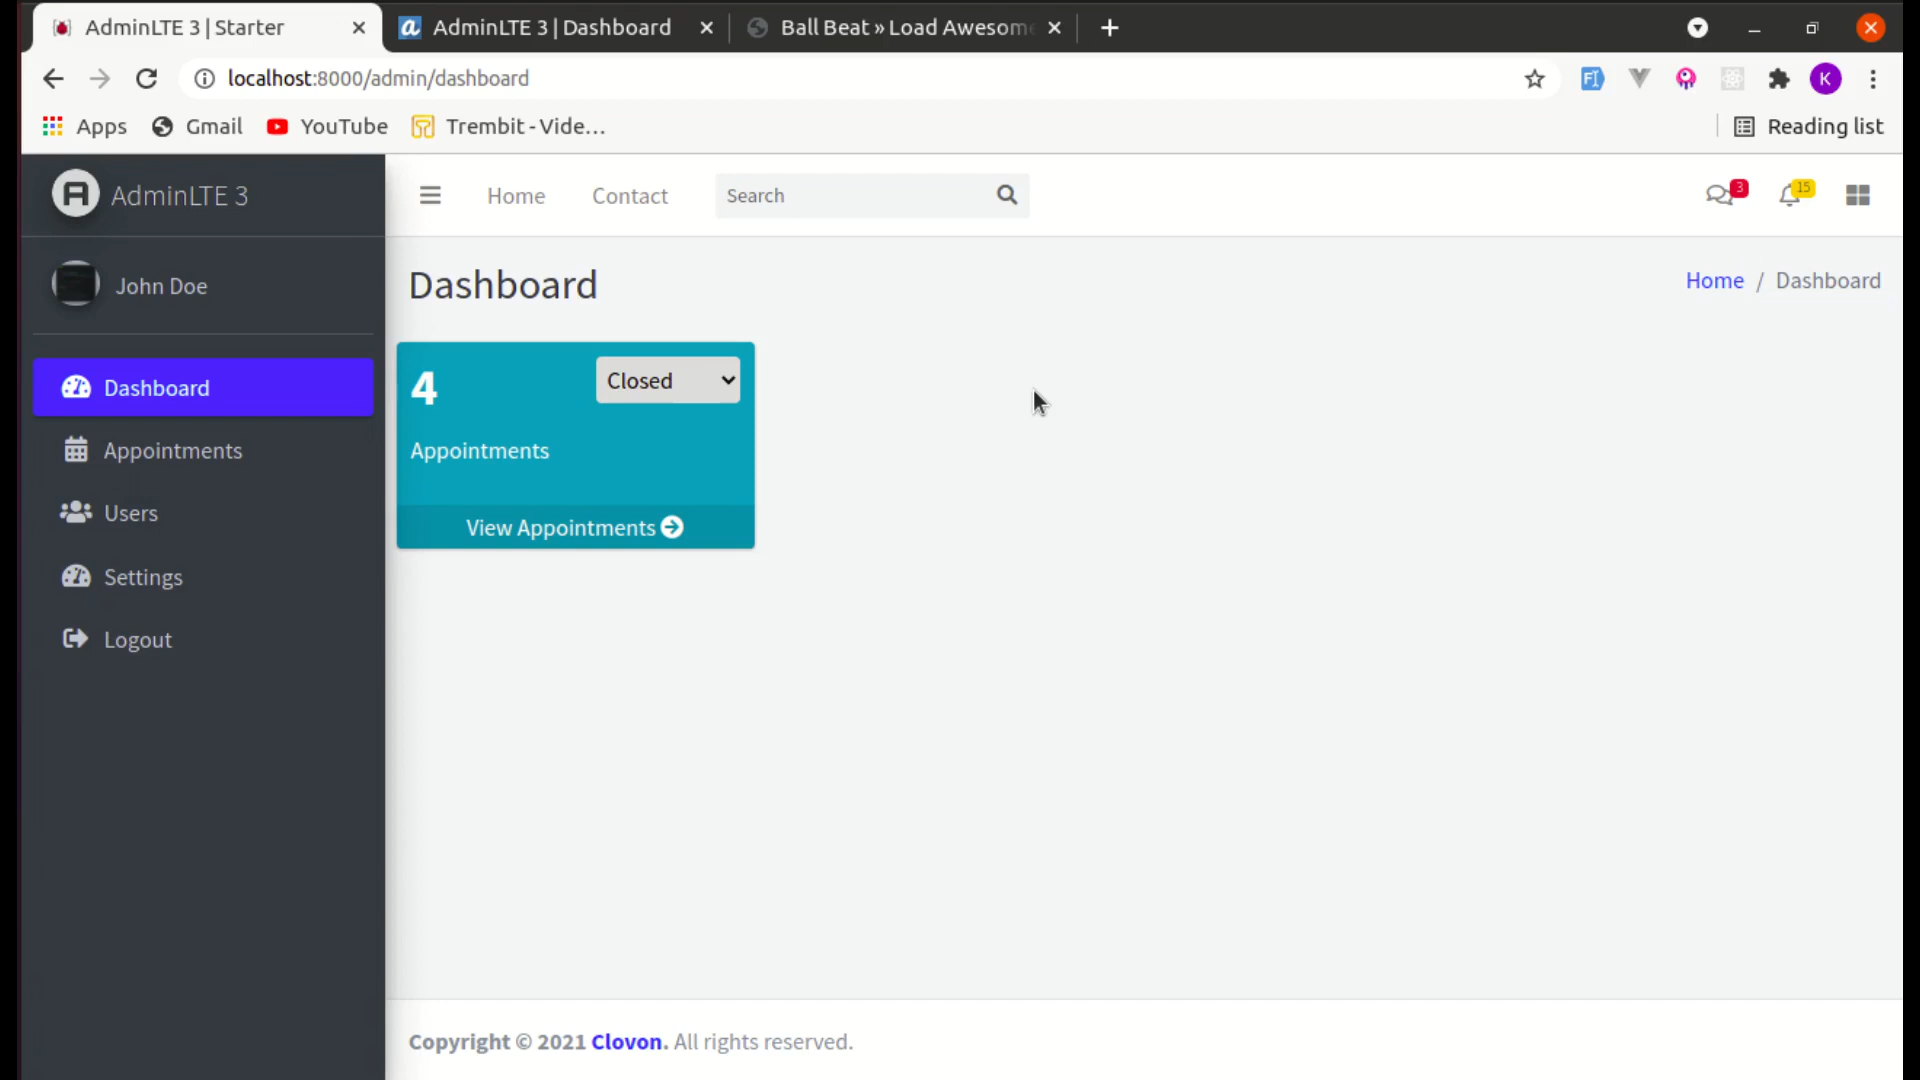 AdminLTE 3 | Starter
AdminLTE 3 | Dashboard
Ball Beat » Load Awesom
localhost:8000/admin/dashboard
K
Apps
Gmail
YouTube
Trembit - Vide...
Reading list
AdminLTE 3
Home
Contact
Search
3
15
John Doe
Dashboard
Home / Dashboard
Dashboard
Appointments
Users
Settings
Logout
4
Closed
Appointments
View Appointments
Copyright © 2021 Clovon. All rights reserved.